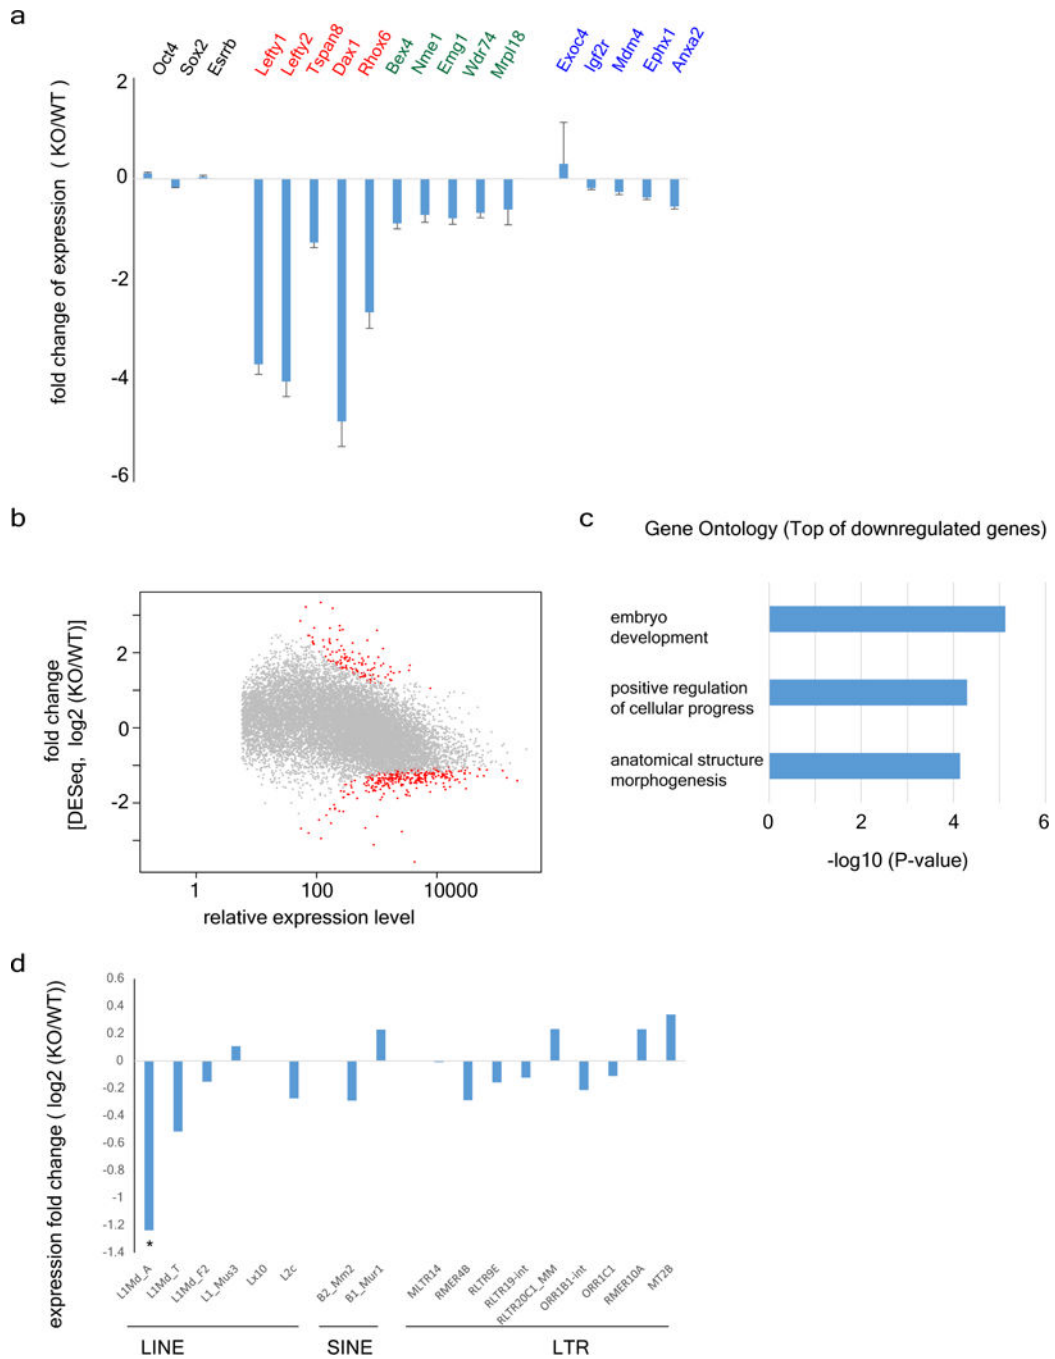 a
Oct4 Sox2 Esrrb Lefty1 Lefty2 Tspan8 Dax1 Rhox6 Bex4 Nme1 Emg1 Wdr74 Mrpl18 Exoc4 Igf2r Mdm4 Ephx1 Anxa2
fold change of expression ( KO/WT )
2
0
-2
-4
-6
b
fold change
[DESeq, log2 (KO/WT)]
2
0
-2
1 100 10000
relative expression level
c
Gene Ontology (Top of downregulated genes)
embryo
development
positive regulation
of cellular progress
anatomical structure
morphogenesis
0 2 4 6
-log10 (P-value)
d
expression fold change ( log2 (KO/WT))
0.6
0.4
0.2
0
-0.2
-0.4
-0.6
-0.8
-1
-1.2
-1.4
*
L1Md_A L1Md_T L1Md_F2 L1_Mus3 Lx10 L2c B2_Mm2 B1_Mur1 MLTR14 RMER4B RLTR9E RLTR19-int RLTR20C1_MM ORR1B1-int ORR1C1 RMER10A MT2B
LINE SINE LTR